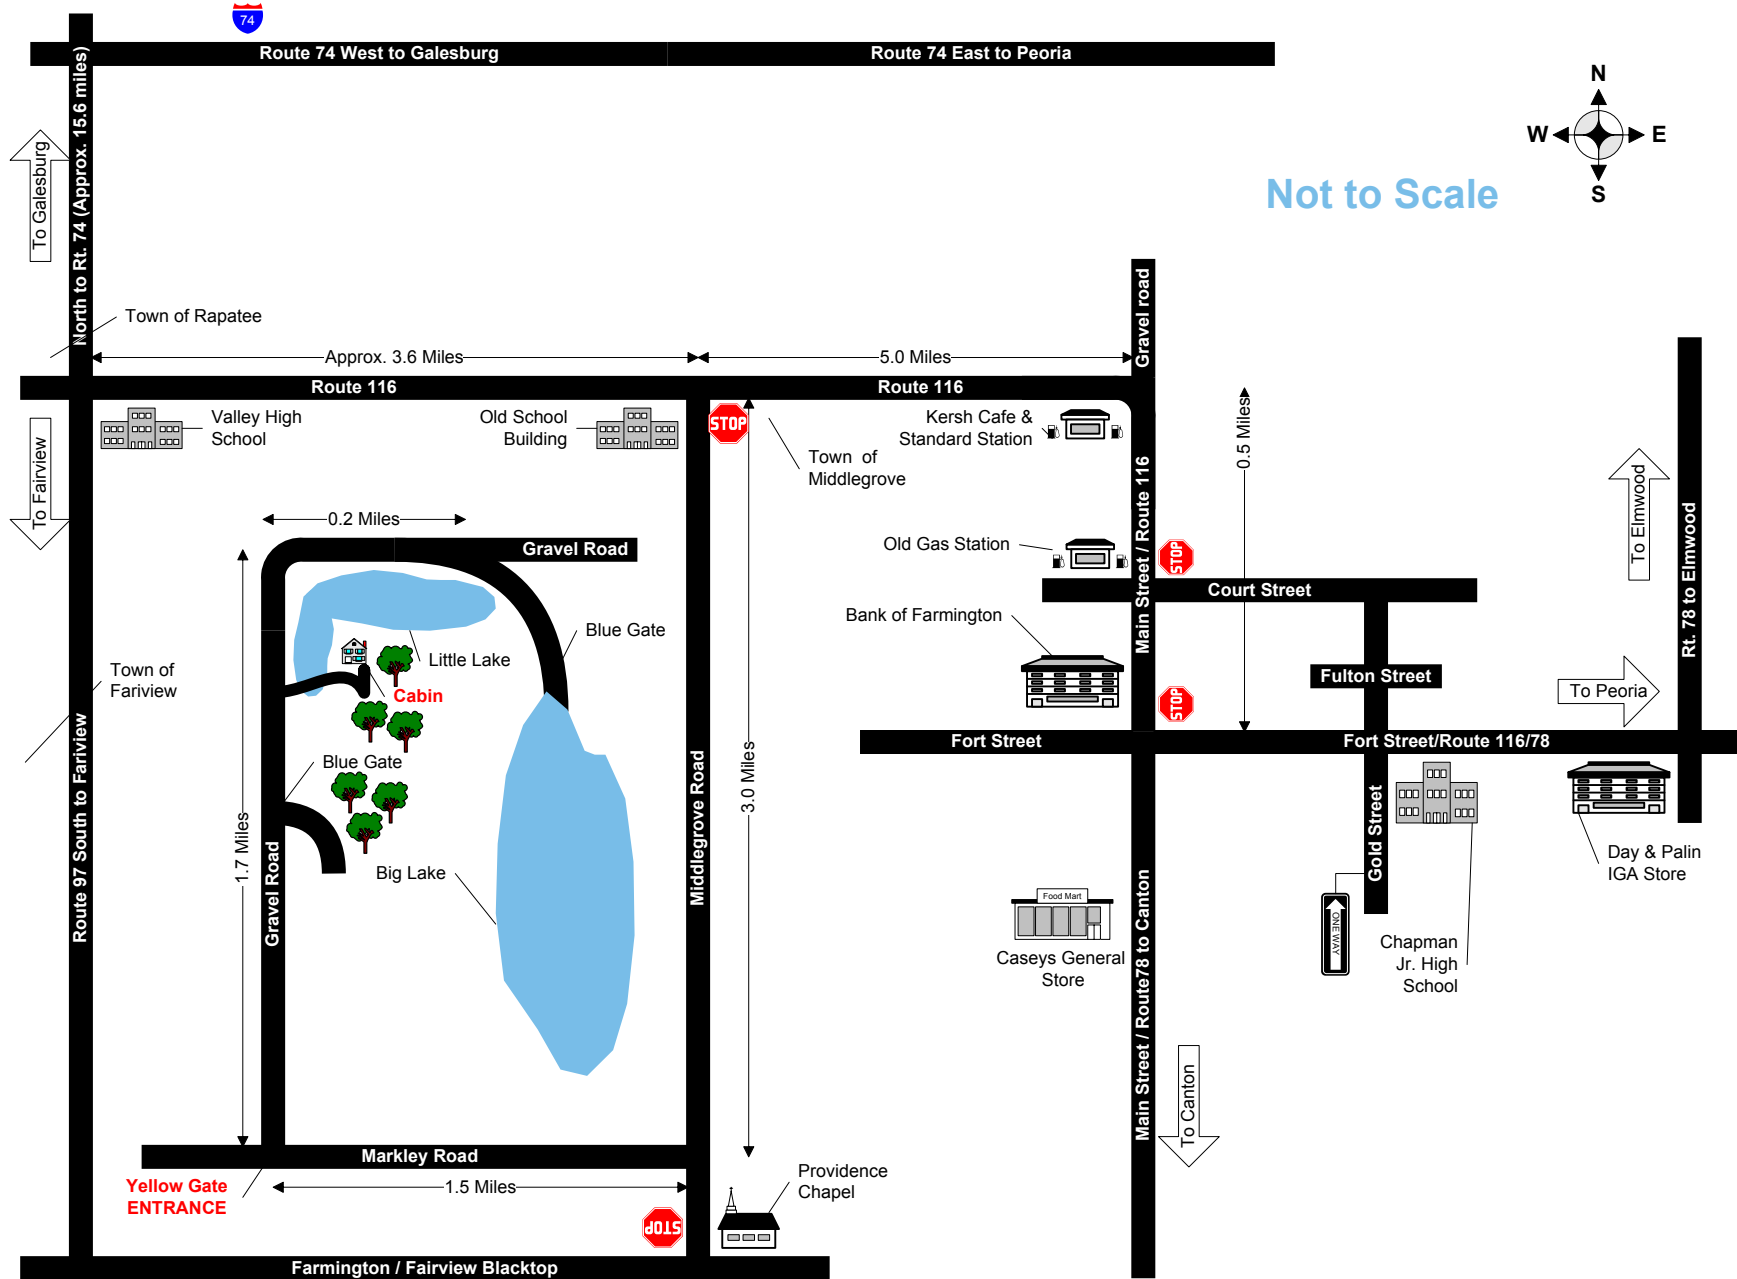 74
Route 74 West to Galesburg
Route 74 East to Peoria
North to Rt. 74 (Approx. 15.6 miles)
To Galesburg
N
W
E
S
Not to Scale
Town of Rapatee
Approx. 3.6 Miles
5.0 Miles
Gravel road
Route 116
Route 116
Valley High
School
Old School
Building
STOP
Town of
Middlegrove
Kersh Cafe &
Standard Station
0.5 Miles
To Fairview
0.2 Miles
Gravel Road
Old Gas Station
STOP
Main Street / Route 116
Court Street
To Elmwood
Rt. 78 to Elmwood
Bank of Farmington
Blue Gate
Little Lake
Cabin
Town of
Fariview
Fulton Street
To Peoria
STOP
Fort Street
Fort Street/Route 116/78
Blue Gate
3.0 Miles
Middlegrove Road
1.7 Miles
Gravel Road
Route 97 South to Fariview
Big Lake
Gold Street
Day & Palin
IGA Store
Food Mart
Caseys General
Store
ONE WAY
Chapman
Jr. High
School
Main Street / Route78 to Canton
To Canton
Markley Road
Yellow Gate
ENTRANCE
1.5 Miles
Providence
Chapel
STOP
Farmington / Fairview Blacktop